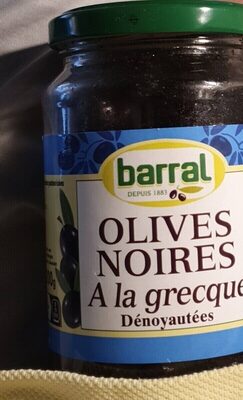 barral
DEPUIS 1883
OLIVES
NOIRES
A la grecque
Dénoyautées